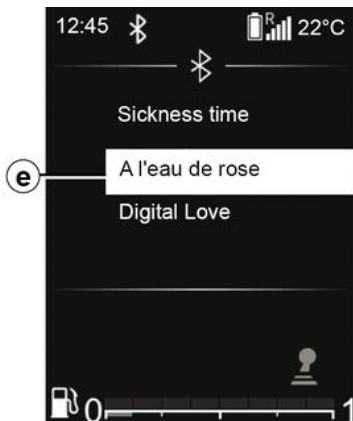 12:45 R 22°C
Sickness time
e A l'eau de rose
Digital Love
0 1